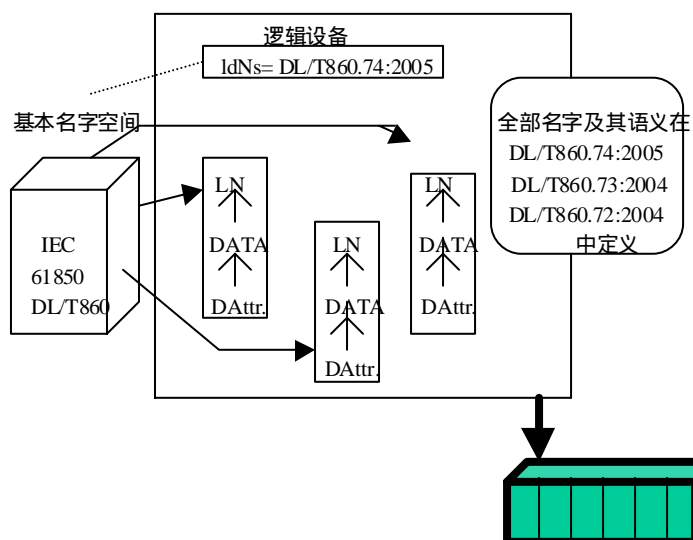 逻辑设备
ldNs= DL/T860.74:2005
基本名字空间
全部名字及其语义在
DL/T860.74:2005
DL/T860.73:2004
DL/T860.72:2004
中定义
IEC
61850
DL/T860
LN
DATA
DAttr.
LN
DATA
DAttr.
LN
DATA
DAttr.